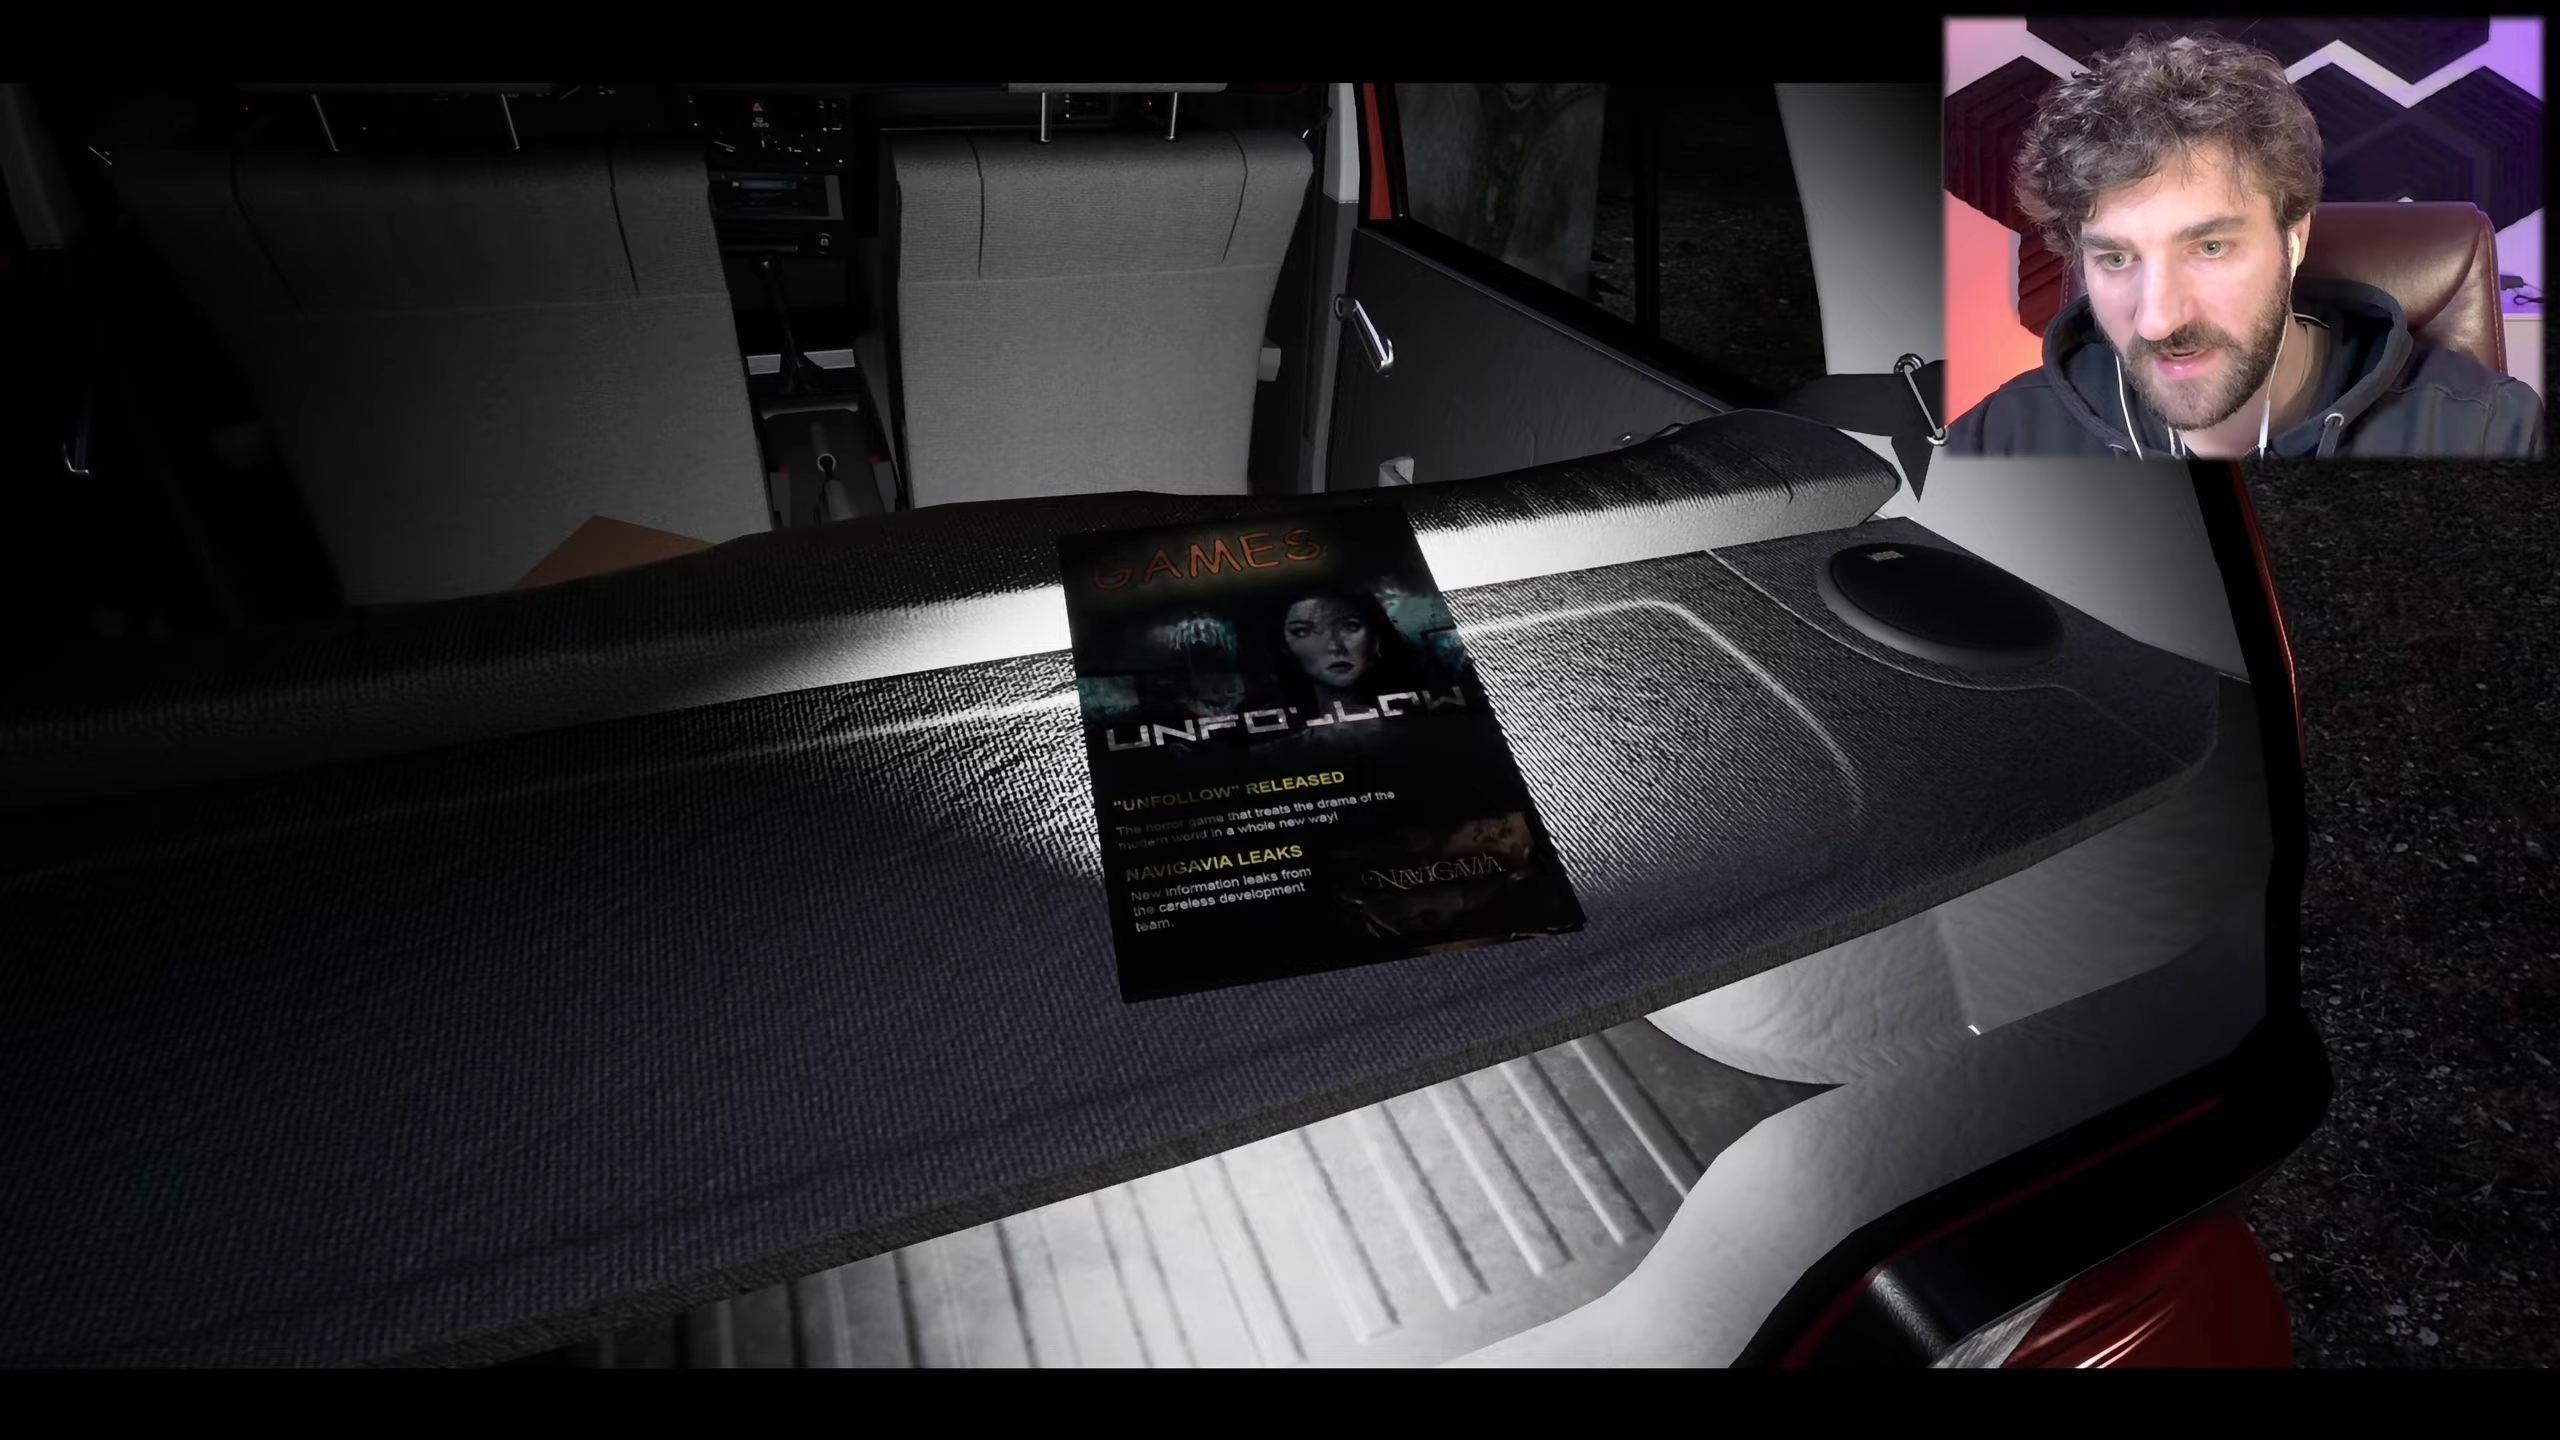 GAMES
UNFOLLOW
"UNFOLLOW" RELEASED
The horror game that treats the drama of the
modern world in a whole new way!
NAVIGAVIA LEAKS
New information leaks from
the careless development
team.
NAVIGAVIA